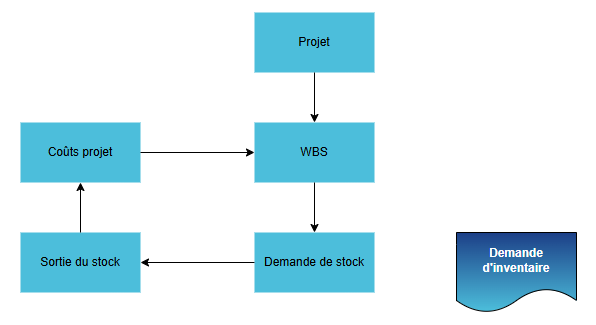 Projet
Coûts projet
WBS
Sortie du stock
Demande de stock
Demande
d'inventaire